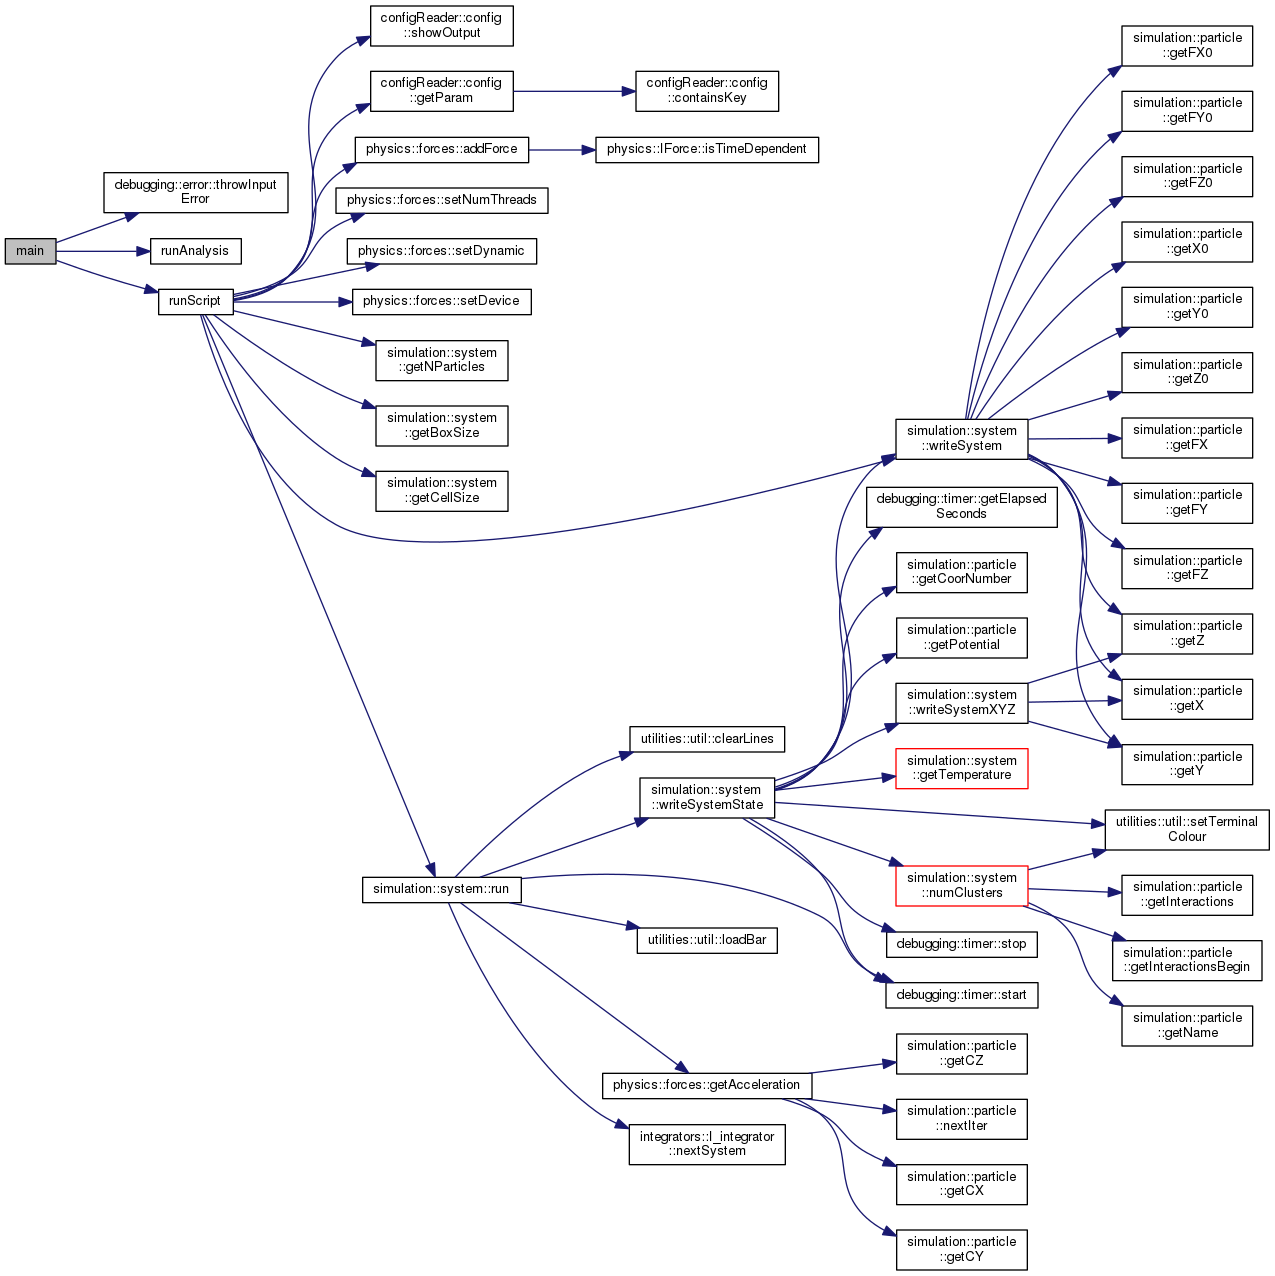 main
debugging::error::throwInput
Error
runAnalysis
runScript
configReader::config
::showOutput
configReader::config
::getParam
configReader::config
::containsKey
physics::forces::addForce
physics::IForce::isTimeDependent
physics::forces::setNumThreads
physics::forces::setDynamic
physics::forces::setDevice
simulation::system
::getNParticles
simulation::system
::getBoxSize
simulation::system
::getCellSize
simulation::system::run
utilities::util::clearLines
simulation::system
::writeSystemState
utilities::util::loadBar
physics::forces::getAcceleration
integrators::I_integrator
::nextSystem
simulation::system
::writeSystem
debugging::timer::getElapsed
Seconds
simulation::particle
::getCoorNumber
simulation::particle
::getPotential
simulation::system
::writeSystemXYZ
simulation::system
::getTemperature
simulation::system
::numClusters
debugging::timer::stop
debugging::timer::start
simulation::particle
::getCZ
simulation::particle
::nextIter
simulation::particle
::getCX
simulation::particle
::getCY
simulation::particle
::getFX0
simulation::particle
::getFY0
simulation::particle
::getFZ0
simulation::particle
::getX0
simulation::particle
::getY0
simulation::particle
::getZ0
simulation::particle
::getFX
simulation::particle
::getFY
simulation::particle
::getFZ
simulation::particle
::getZ
simulation::particle
::getX
simulation::particle
::getY
utilities::util::setTerminal
Colour
simulation::particle
::getInteractions
simulation::particle
::getInteractionsBegin
simulation::particle
::getName